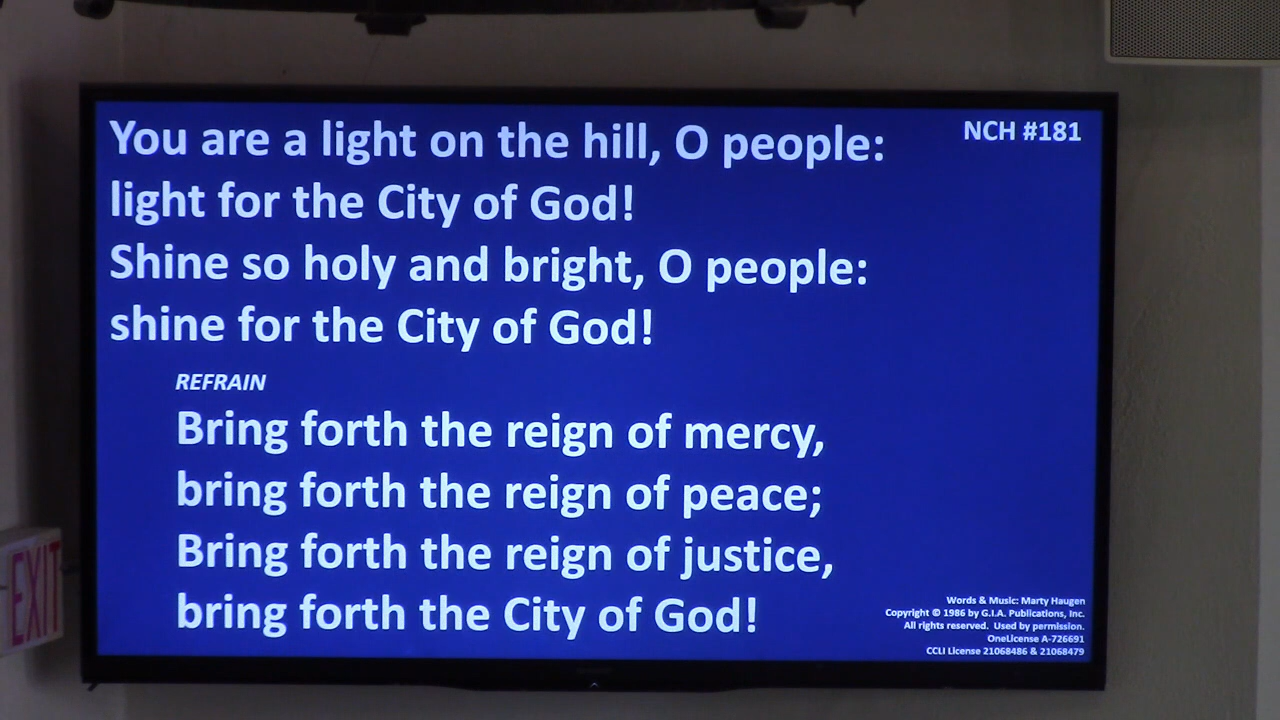 You are a light on the hill, O people:
NCH #181
light for the City of God!
Shine so holy and bright, O people:
shine for the City of God!
REFRAIN
Bring forth the reign of mercy,
bring forth the reign of peace;
Bring forth the reign of justice,
bring forth the City of God!
Words & Music: Marty Haugen
Copyright © 1986 by G.I.A. Publications, Inc.
All rights reserved. Used by permission.
OneLicense A-726691
CCLI License 21068486 & 21068479
EXIT